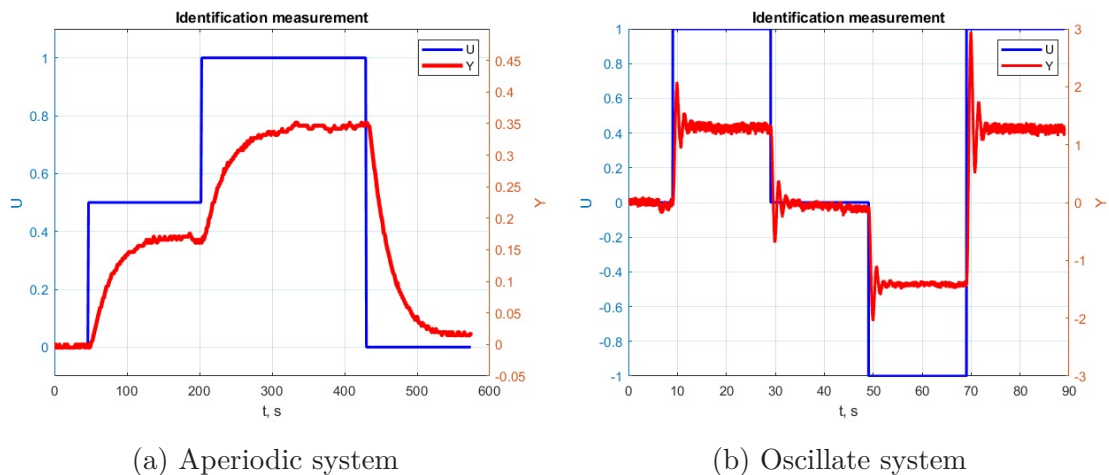 Identification measurement
U
Y
1
0.8
0.6
0.4
0.2
0
U
0.45
0.4
0.35
0.3
0.25
0.2
0.15
0.1
0.05
0
-0.05
Y
0 100 200 300 400 500 600
t, s
(a) Aperiodic system
Identification measurement
U
Y
1
0.8
0.6
0.4
0.2
0
-0.2
-0.4
-0.6
-0.8
-1
U
3
2
1
0
-1
-2
-3
Y
0 10 20 30 40 50 60 70 80 90
t, s
(b) Oscillate system